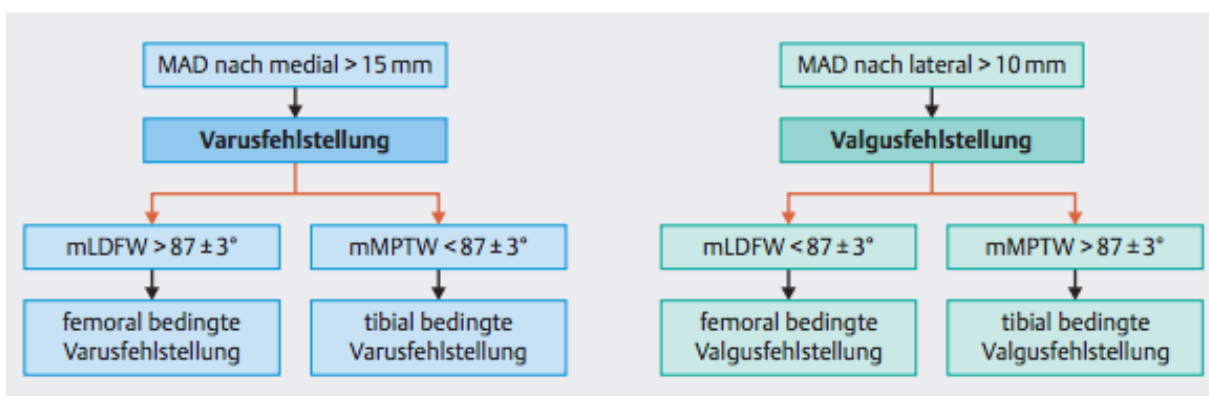 MAD nach medial > 15 mm
Varusfehlstellung
mLDFW > 87 ± 3°
mMPTW < 87 ± 3°
femoral bedingte
Varusfehlstellung
tibial bedingte
Varusfehlstellung
MAD nach lateral > 10 mm
Valgusfehlstellung
mLDFW < 87 ± 3°
mMPTW > 87 ± 3°
femoral bedingte
Valgusfehlstellung
tibial bedingte
Valgusfehlstellung